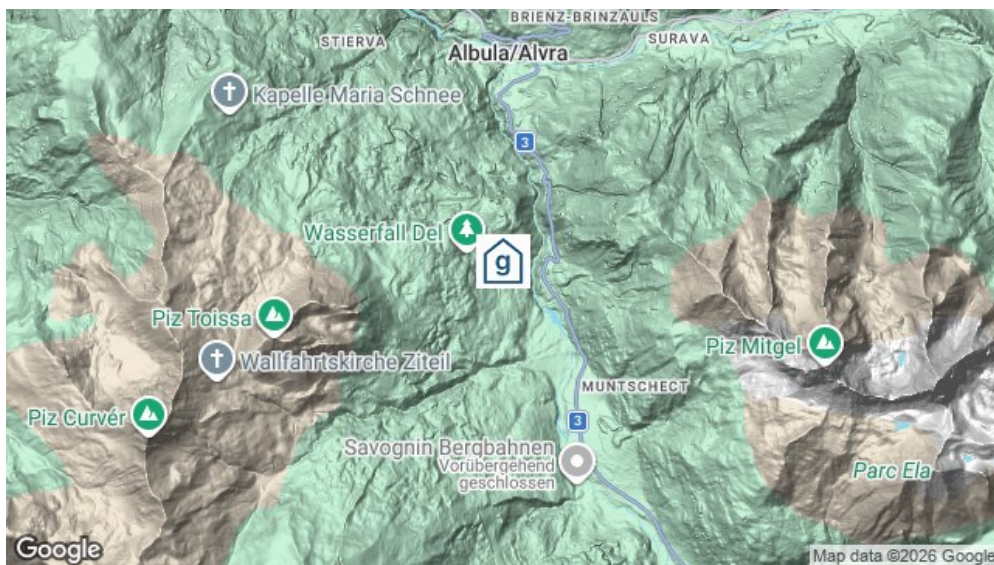 BRIENZ-BRINZAULS
STIERVA
SURAVA
Albula/Alvra
Kapelle Maria Schnee
3
Wasserfall Del
g
Piz Toissa
Piz Mitgel
Wallfahrtskirche Ziteil
MUNTSCHECT
Piz Curvér
3
Savognin Bergbahnen
Vorübergehend
geschlossen
Parc Ela
Google
Map data ©2026 Google